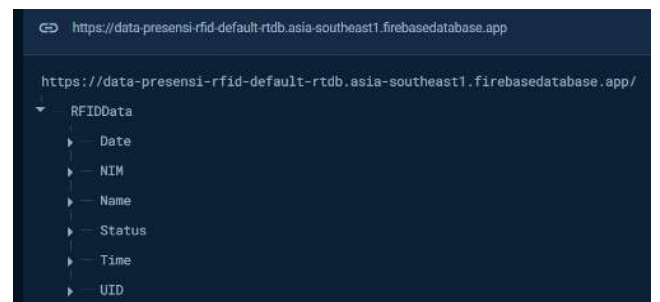 https://data-presensi-rfid-default-rtdb.asia-southeast1.firebasedatabase.app
https://data-presensi-rfid-default-rtdb.asia-southeast1.firebasedatabase.app/
RFIDData
Date
NIM
Name
Status
Time
UID